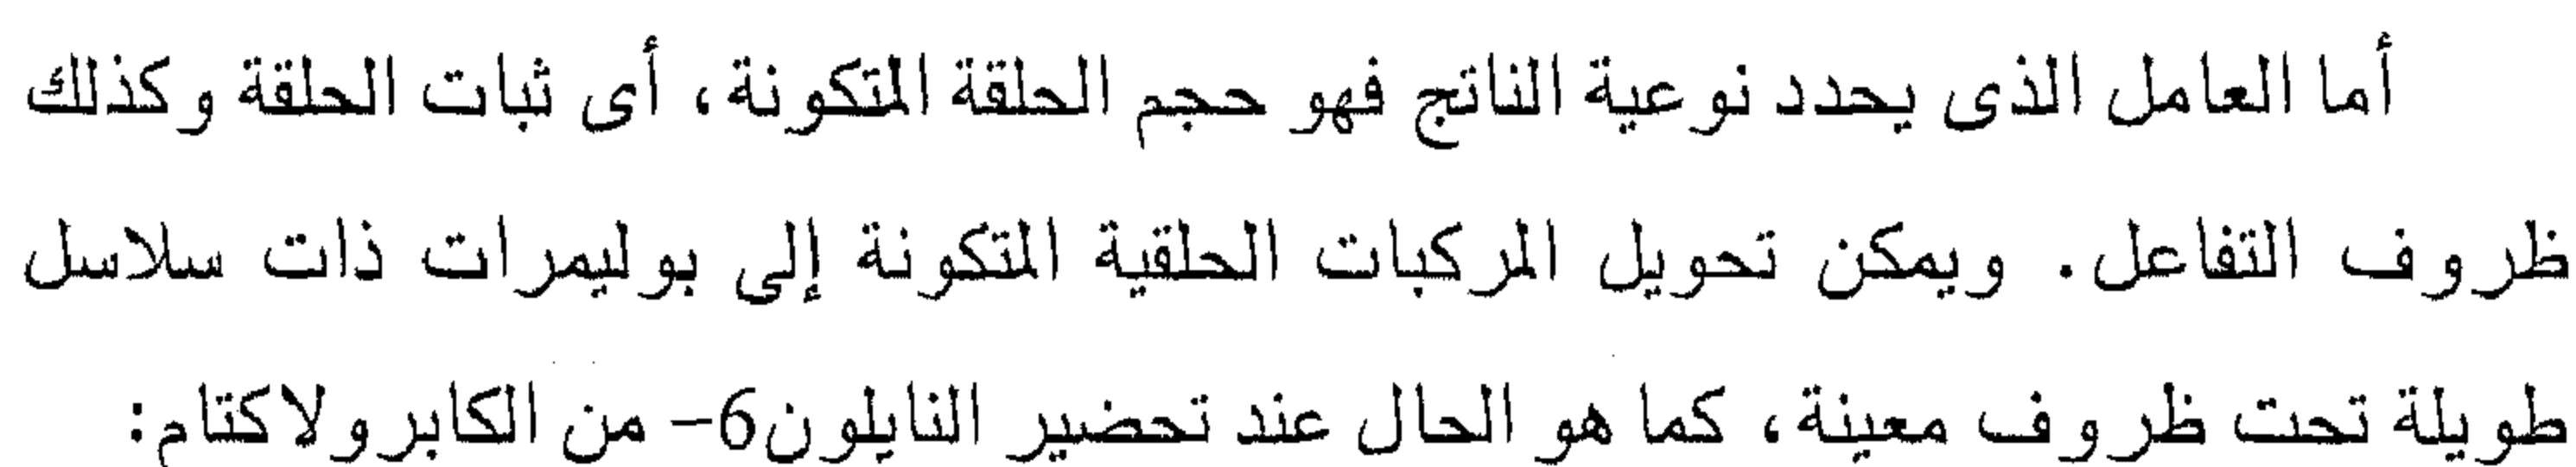 أما العامل الذى يحدد نوعية الناتج فهو حجم الحلقة المتكونة، أى ثبات الحلقة وكذلك
ظروف التفاعل. ويمكن تحويل المركبات الحلقية المتكونة إلى بوليمرات ذات سلاسل
طويلة تحت ظروف معينة، كما هو الحال عند تحضير النايلون6- من الكابرولاكتام: